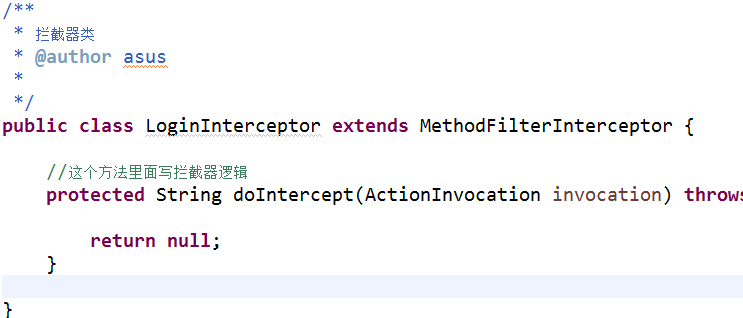 /**
 * 拦截器类
 * @author asus
 *
 */
public class LoginInterceptor extends MethodFilterInterceptor {
    //这个方法里面写拦截器逻辑
    protected String doIntercept(ActionInvocation invocation) throws
        return null;
    }
}